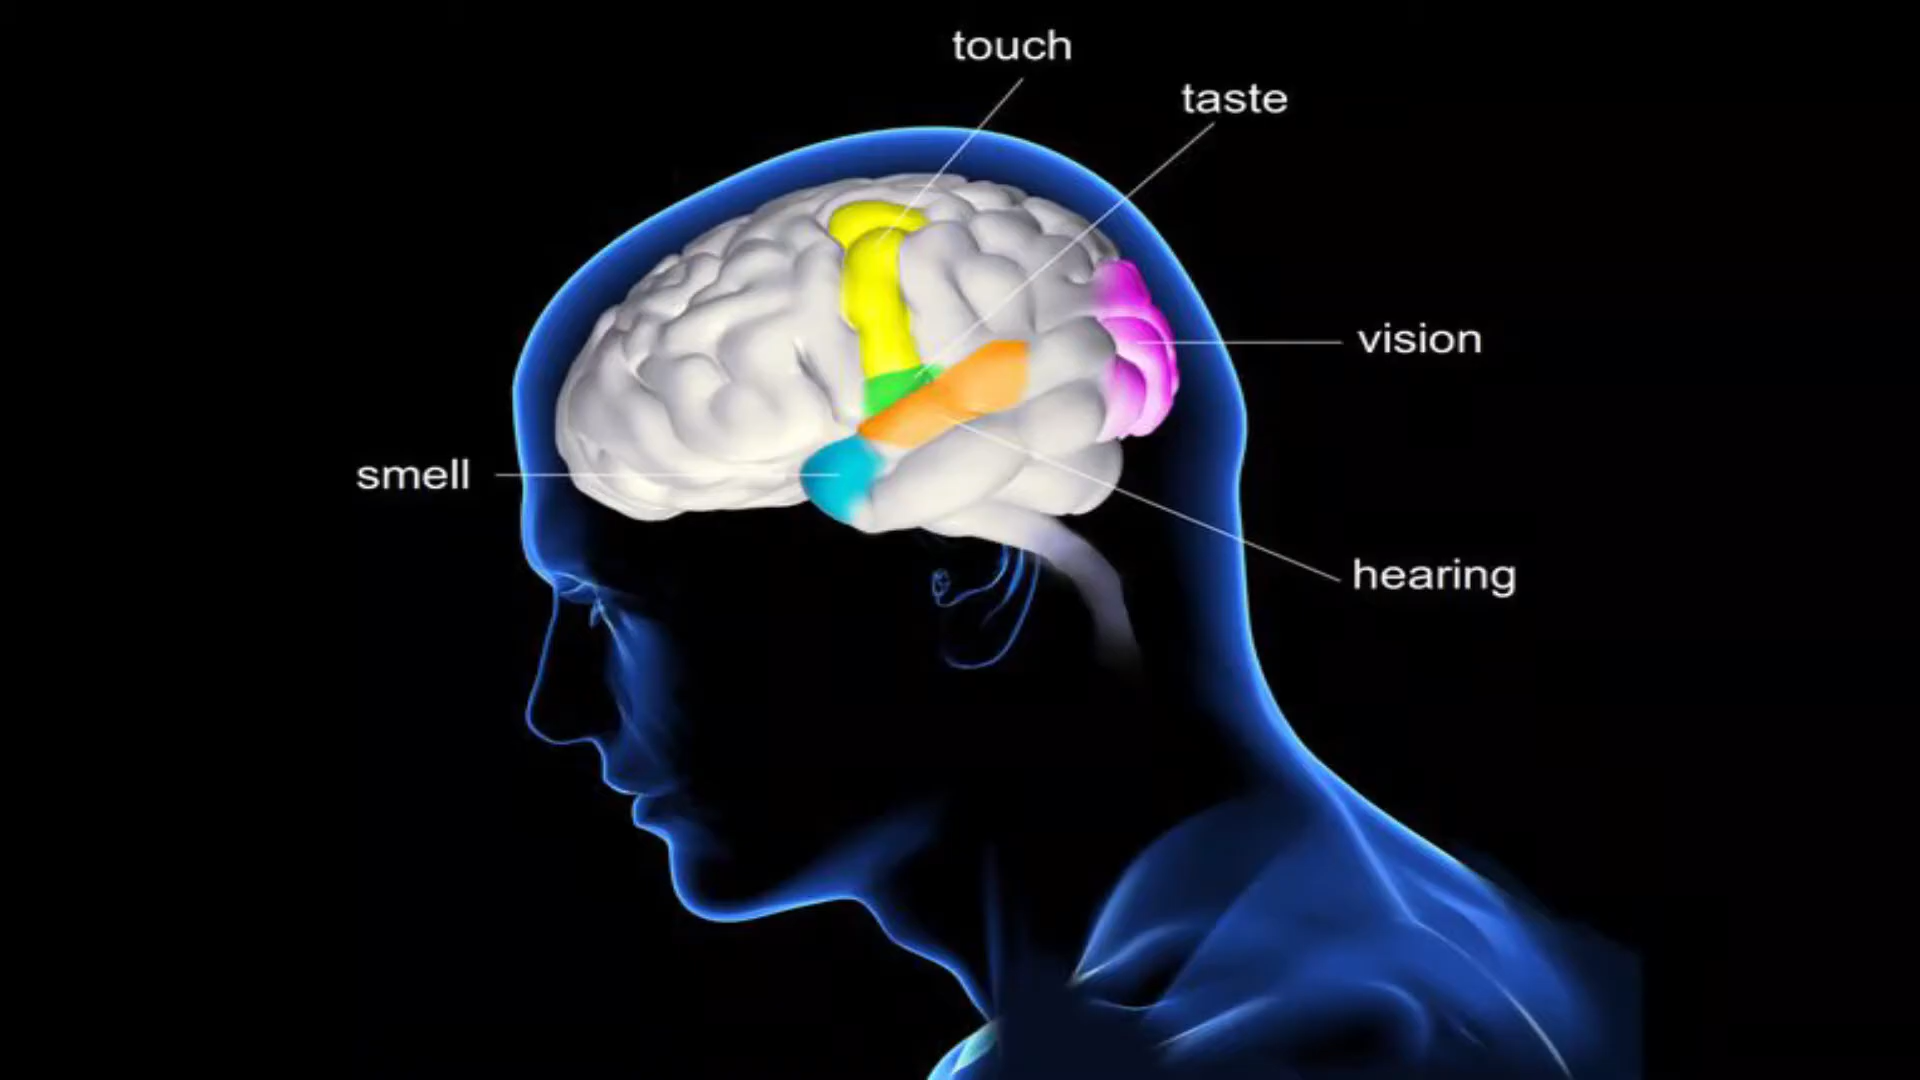 touch
taste
vision
smell
hearing